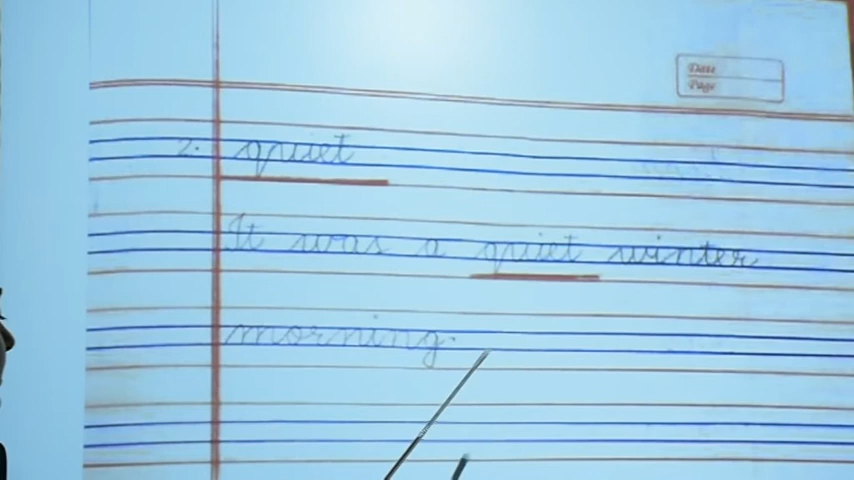 Date
Page
2. quiet
It was a quiet winter
morning.